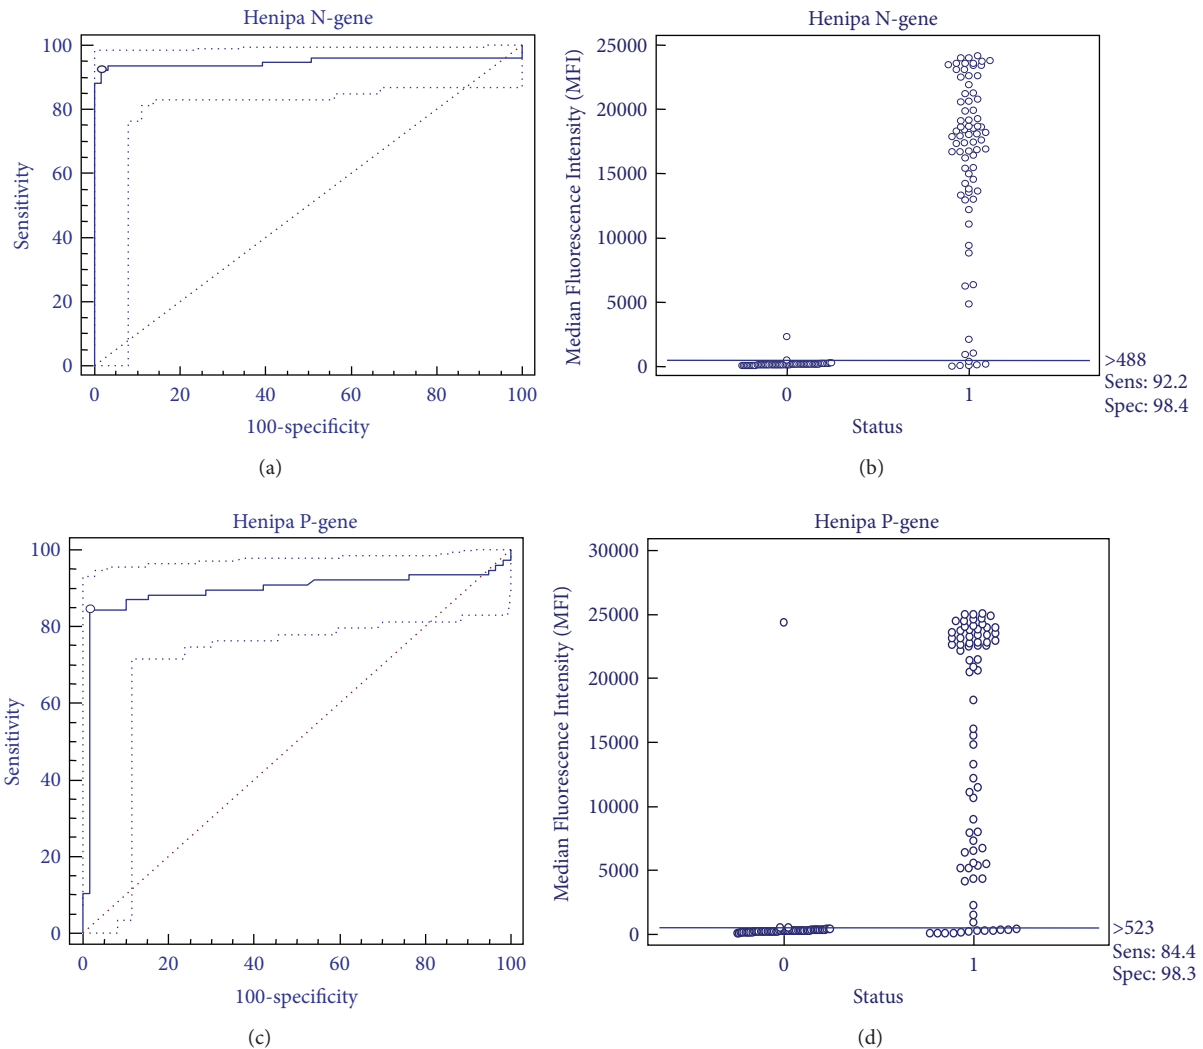 Henipa N-gene
100
80
60
40
20
0
Sensitivity
0 20 40 60 80 100
100-specificity
(a)
Henipa N-gene
25000
20000
15000
10000
5000
0
Median Fluorescence Intensity (MFI)
0 1
Status
>488
Sens: 92.2
Spec: 98.4
(b)
Henipa P-gene
100
80
60
40
20
0
Sensitivity
0 20 40 60 80 100
100-specificity
(c)
Henipa P-gene
30000
25000
20000
15000
10000
5000
0
Median Fluorescence Intensity (MFI)
0 1
Status
>523
Sens: 84.4
Spec: 98.3
(d)